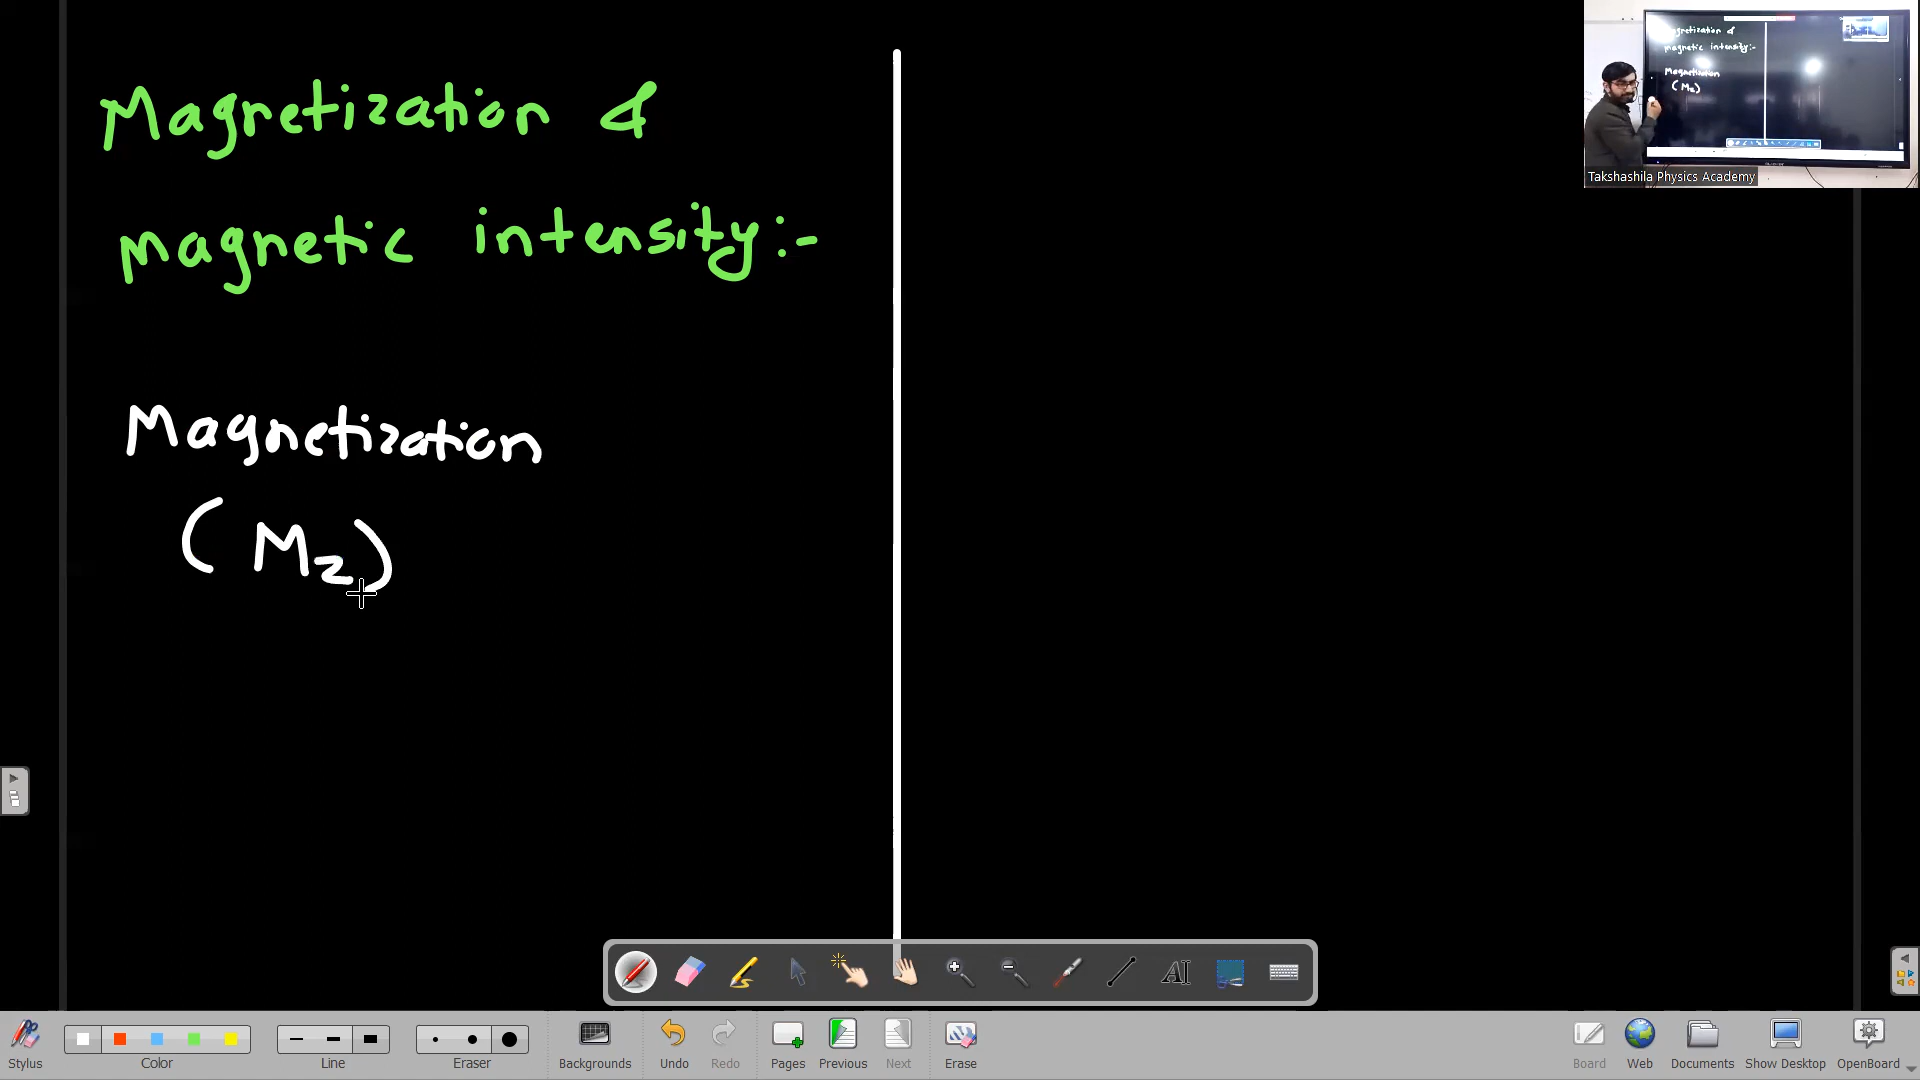 Magnetization &
magnetic intensity:-
Magnetization
(Mz)
Takshashila Physics Academy
Stylus
Color
Line
Eraser
Backgrounds
Undo
Redo
Pages
Previous
Next
Erase
Board
Web
Documents
Show Desktop
OpenBoard